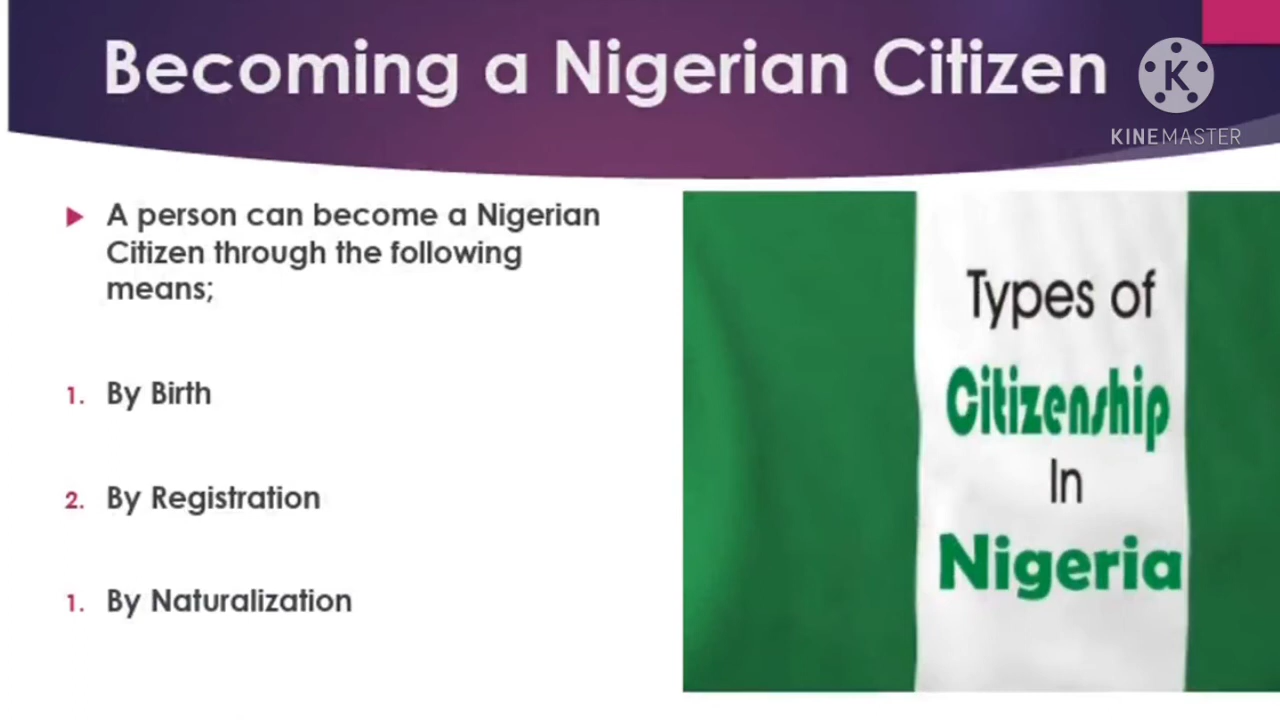 Becoming a Nigerian Citizen
K
KINEMASTER
▶ A person can become a Nigerian
Citizen through the following
means;
1. By Birth
2. By Registration
1. By Naturalization
Types of
Citizenship
In
Nigeria